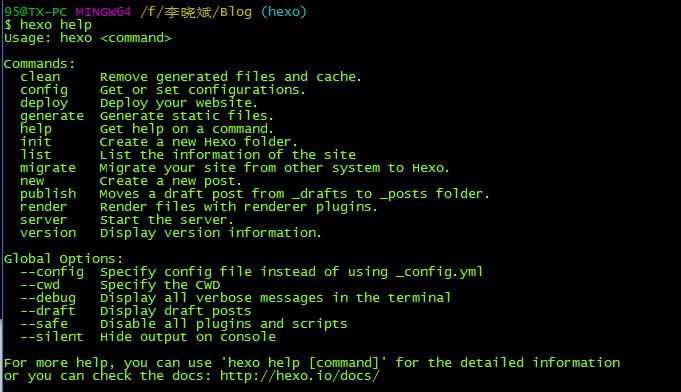 95@TX-PC MINGW64 /f/李晓斌/Blog (hexo)
$ hexo help
Usage: hexo <command>
Commands:
clean Remove generated files and cache.
config Get or set configurations.
deploy Deploy your website.
generate Generate static files.
help Get help on a command.
init Create a new Hexo folder.
list List the information of the site
migrate Migrate your site from other system to Hexo.
new Create a new post.
publish Moves a draft post from _drafts to _posts folder.
render Render files with renderer plugins.
server Start the server.
version Display version information.
Global Options:
--config Specify config file instead of using _config.yml
--cwd Specify the CWD
--debug Display all verbose messages in the terminal
--draft Display draft posts
--safe Disable all plugins and scripts
--silent Hide output on console
For more help, you can use 'hexo help [command]' for the detailed information
or you can check the docs: http://hexo.io/docs/